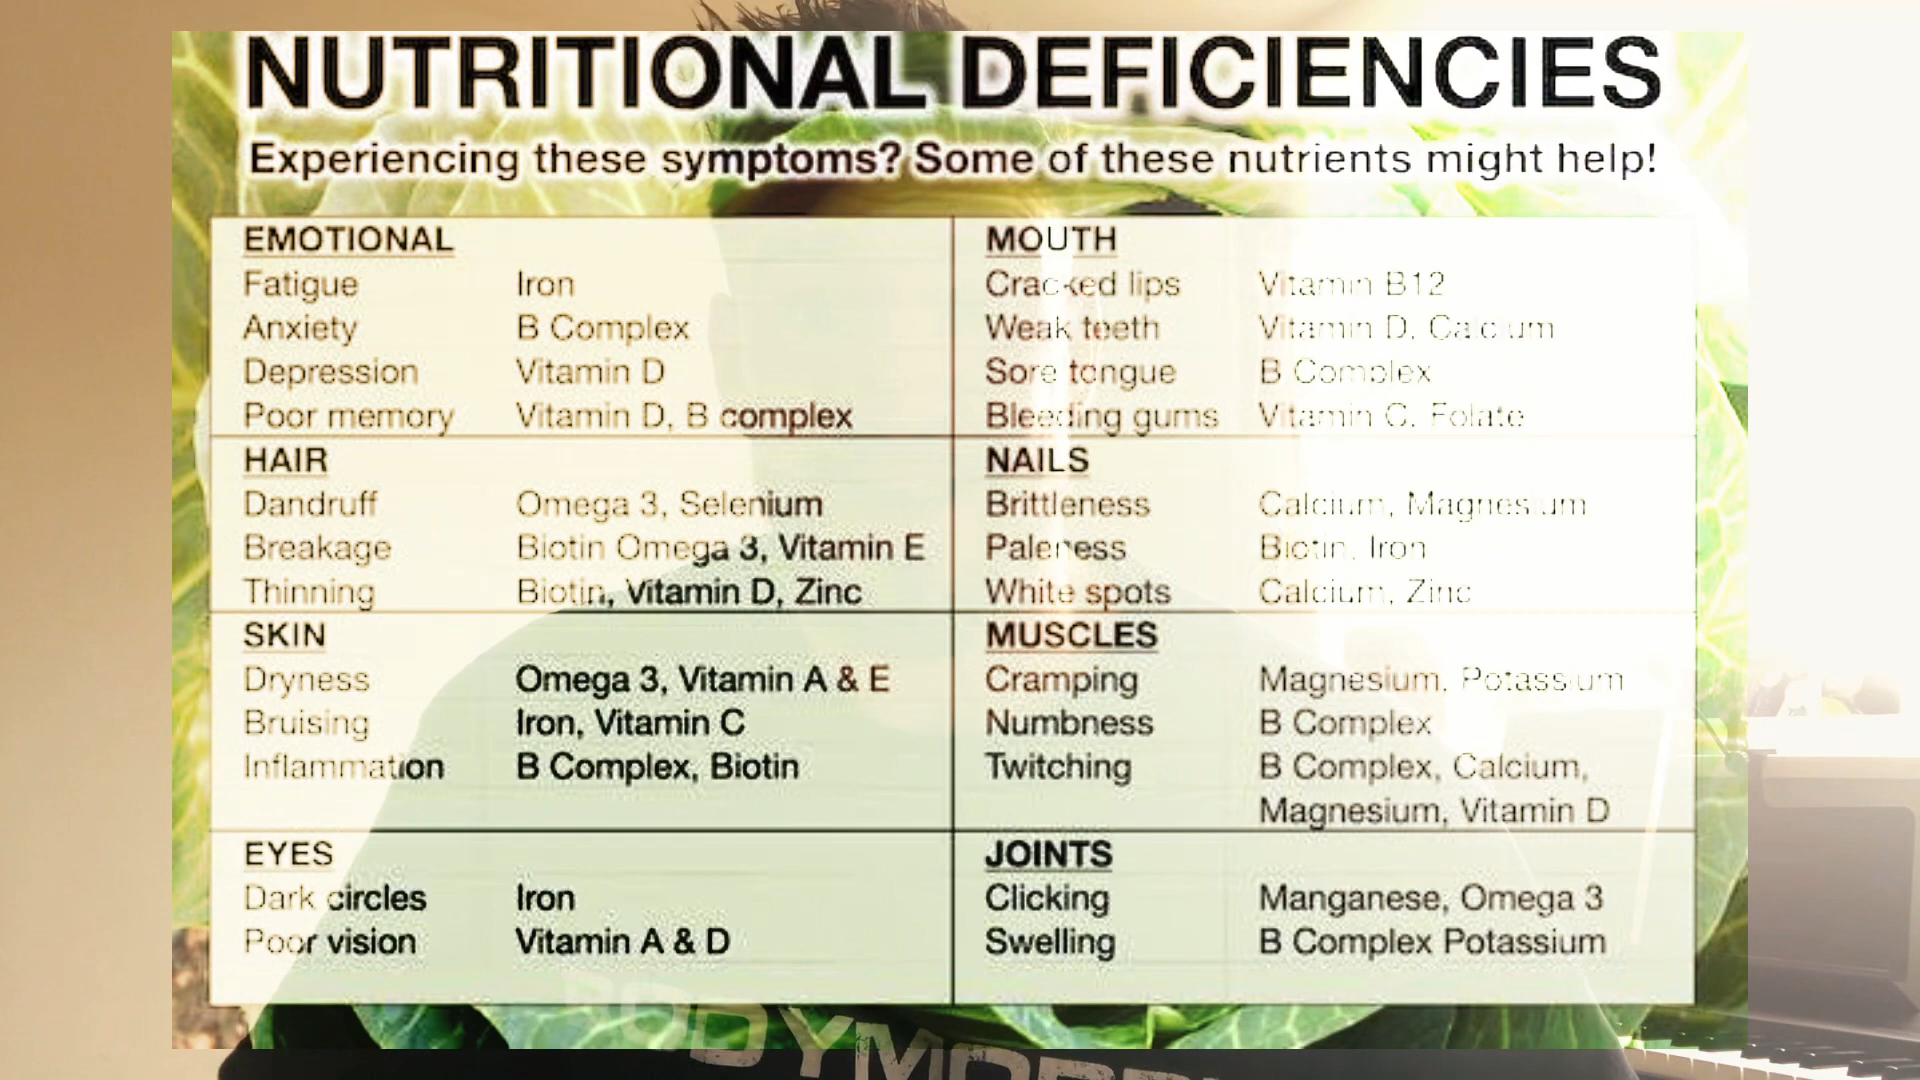 NUTRITIONAL DEFICIENCIES
Experiencing these symptoms? Some of these nutrients might help!
EMOTIONAL
Fatigue Iron
Anxiety B Complex
Depression Vitamin D
Poor memory Vitamin D, B complex
HAIR
Dandruff Omega 3, Selenium
Breakage Biotin Omega 3, Vitamin E
Thinning Biotin, Vitamin D, Zinc
SKIN
Dryness Omega 3, Vitamin A & E
Bruising Iron, Vitamin C
Inflammation B Complex, Biotin
EYES
Dark circles Iron
Poor vision Vitamin A & D
MOUTH
Cracked lips Vitamin B12
Weak teeth Vitamin D, Calcium
Sore tongue B Complex
Bleeding gums Vitamin C, Folate
NAILS
Brittleness Calcium, Magnesium
Paleness Biotin, Iron
White spots Calcium, Zinc
MUSCLES
Cramping Magnesium, Potassium
Numbness B Complex
Twitching B Complex, Calcium,
Magnesium, Vitamin D
JOINTS
Clicking Manganese, Omega 3
Swelling B Complex Potassium